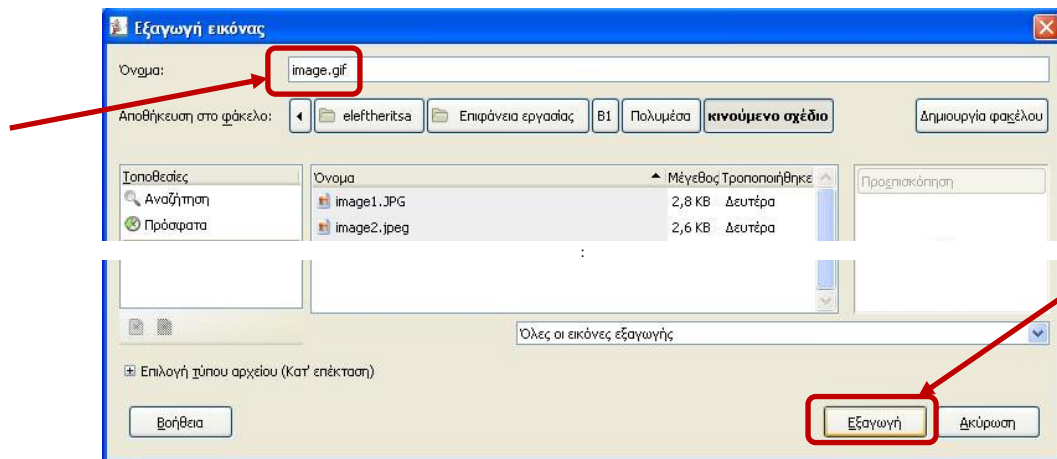 Εξαγωγή εικόνας
Όνομα: image.gif
Αποθήκευση στο φάκελο: eleftheritsa Επιφάνεια εργασίας B1 Πολυμέσα κινούμενο σχέδιο Δημιουργία φακέλου
Τοποθεσίες Όνομα Μέγεθος Τροποποιήθηκε Προεπισκόπηση
Αναζήτηση image1.JPG 2,8 KB Δευτέρα
Πρόσφατα image2.jpeg 2,6 KB Δευτέρα
:
Όλες οι εικόνες εξαγωγής
Επιλογή τύπου αρχείου (Κατ' επέκταση)
Βοήθεια Εξαγωγή Ακύρωση